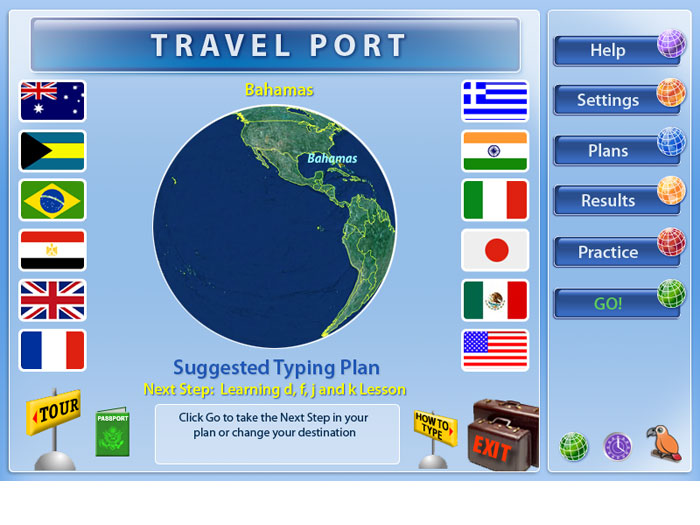 TRAVEL PORT
Bahamas
Bahamas
Suggested Typing Plan
Next Step: Learning d, f, j and k Lesson
TOUR
PASSPORT
Click Go to take the Next Step in your
plan or change your destination
HOW TO
TYPE
EXIT
Help
Settings
Plans
Results
Practice
GO!